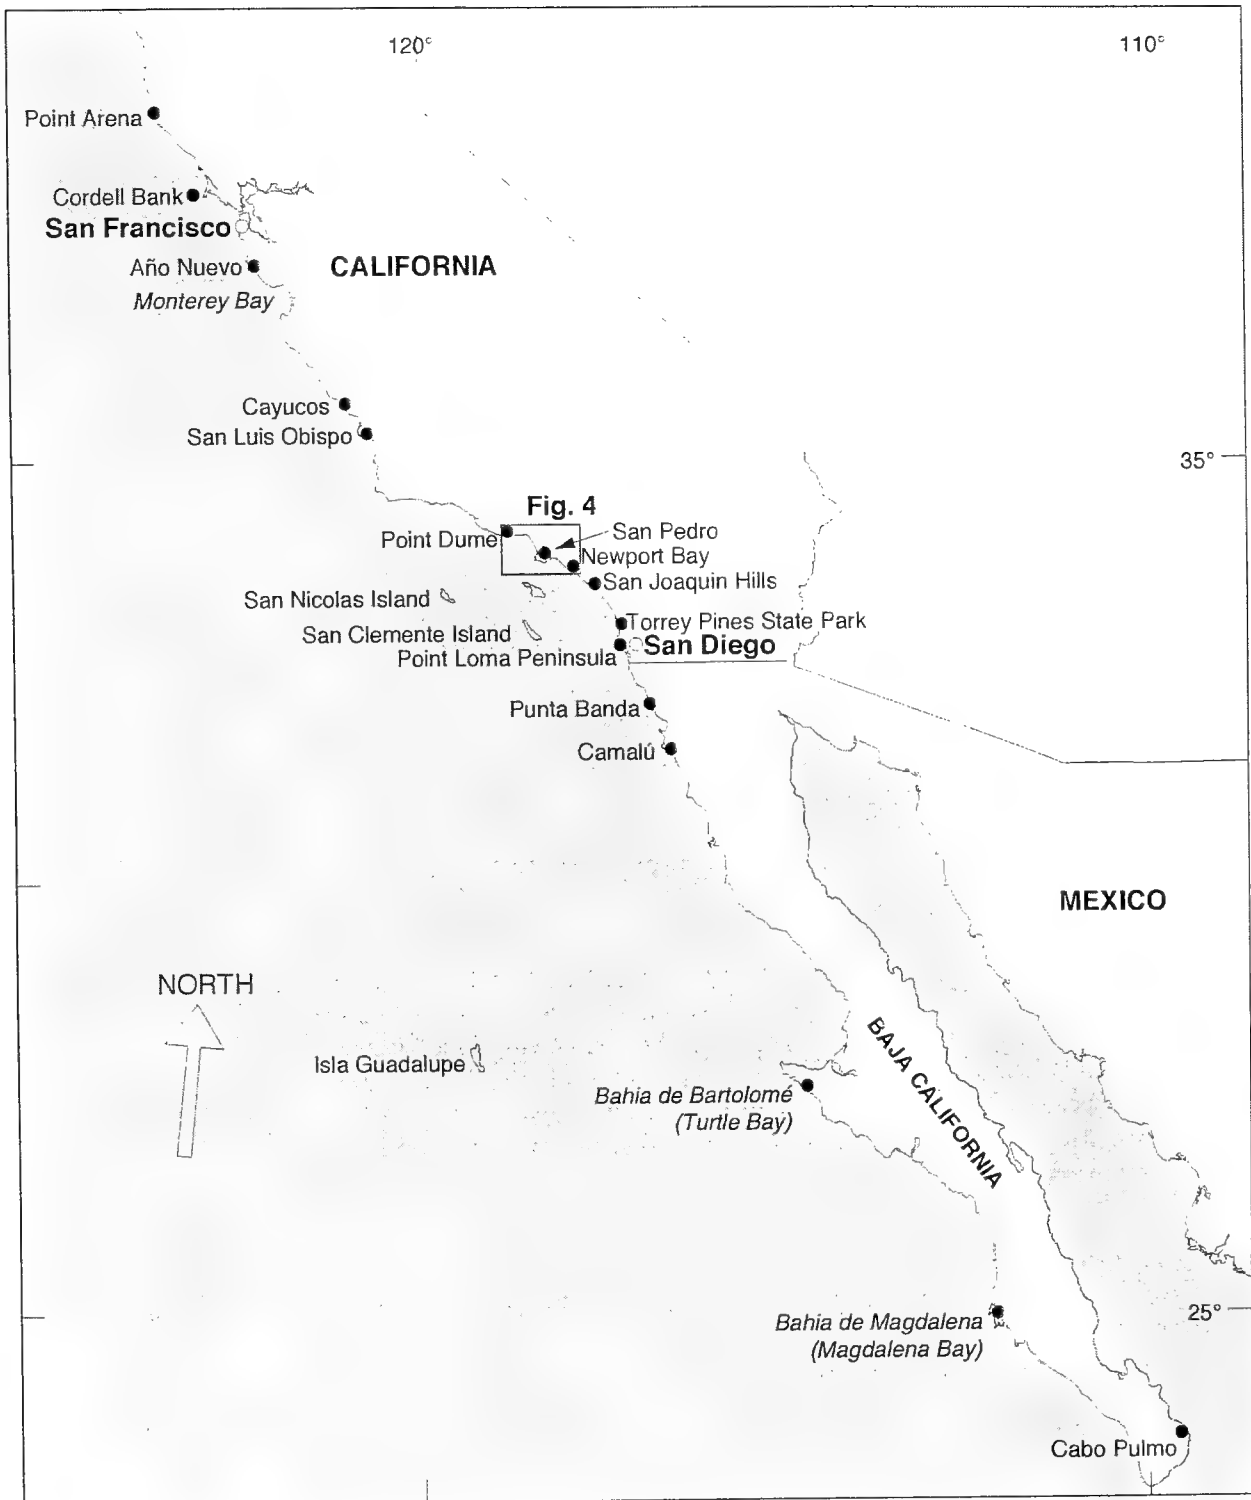 120°
110°
Point Arena
Cordell Bank
San Francisco
Año Nuevo
CALIFORNIA
Monterey Bay
Cayucos
San Luis Obispo
35°
Fig. 4
Point Dume
San Pedro
Newport Bay
San Joaquin Hills
San Nicolas Island
Torrey Pines State Park
San Clemente Island
San Diego
Point Loma Peninsula
Punta Banda
Camalú
MEXICO
NORTH
BAJA CALIFORNIA
Isla Guadalupe
Bahia de Bartolomé
(Turtle Bay)
25°
Bahia de Magdalena
(Magdalena Bay)
Cabo Pulmo